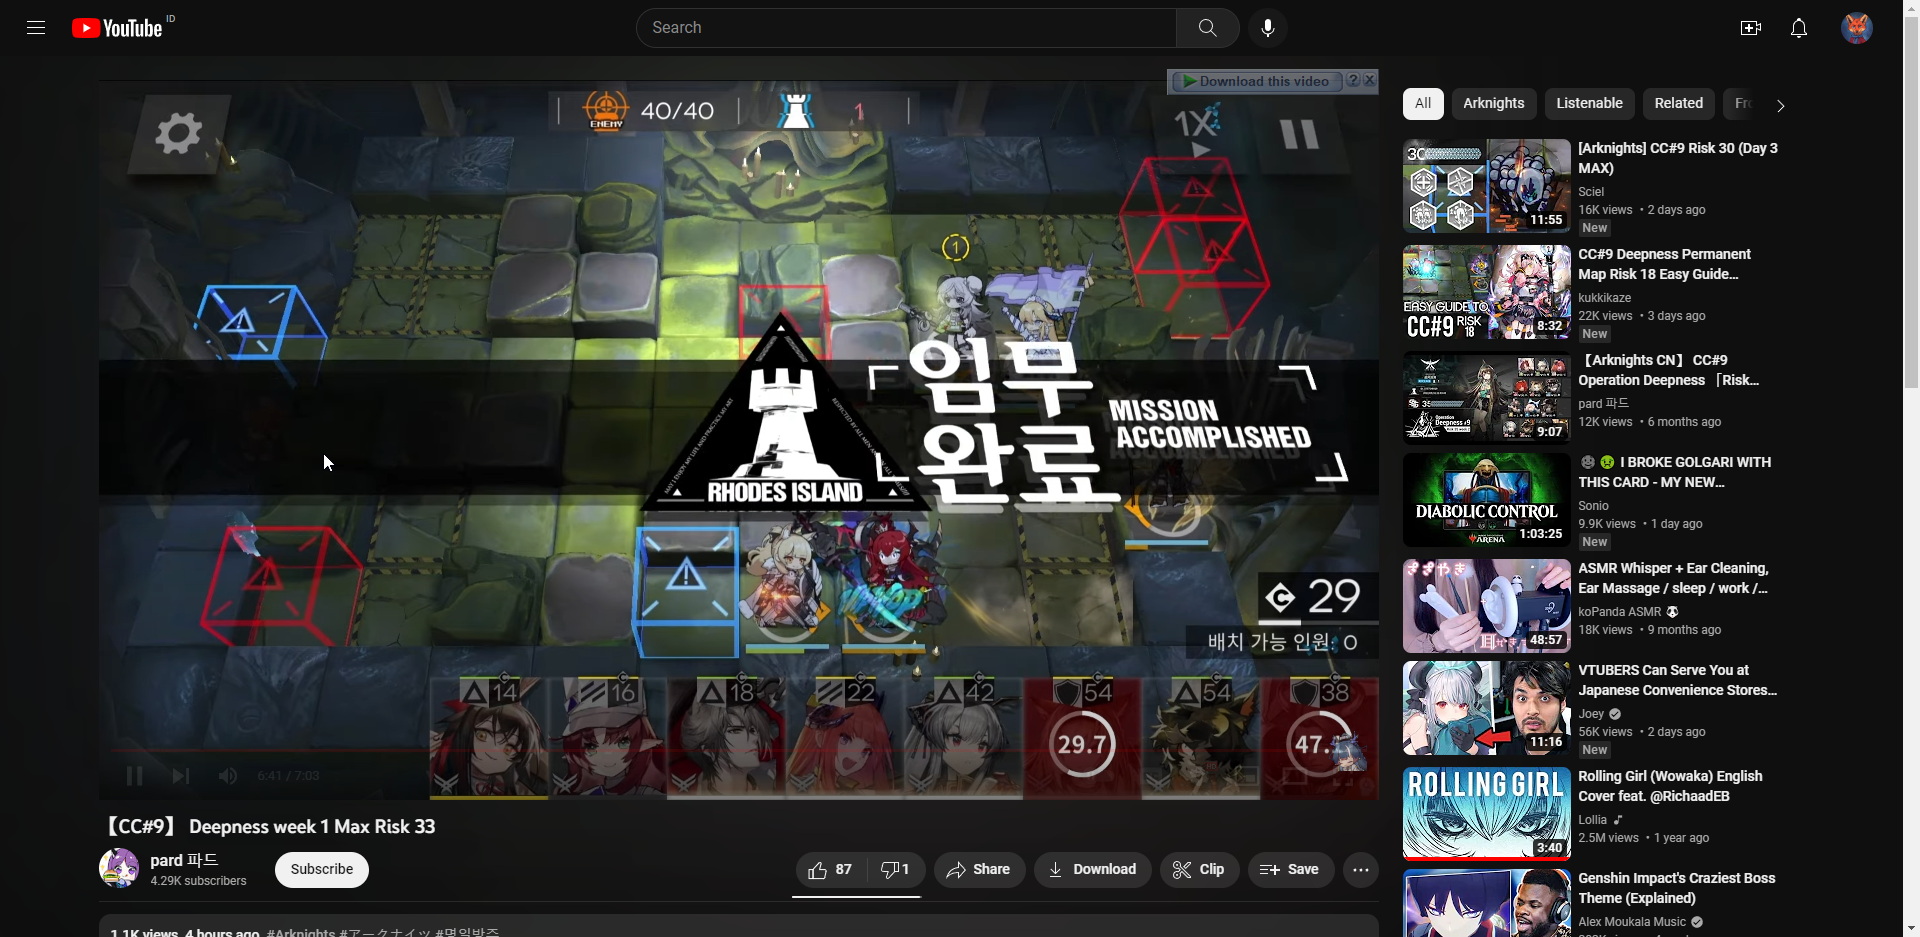 YouTube ID
Search
Download this video ? X
ENEMY 40/40 1
1X
1
임무
완료
MISSION
ACCOMPLISHED
RHODES ISLAND
29
배치 가능 인원: 0
14 16 18 22 42 54 54 38
29.7
6:41 / 7:03
【CC#9】 Deepness week 1 Max Risk 33
pard 파드
4.29K subscribers
Subscribe
87 1 Share Download Clip Save
1.1K views 4 hours ago #Arknights #アークナイツ #명일방주
All Arknights Listenable Related
30
11:55
[Arknights] CC#9 Risk 30 (Day 3
MAX)
Sciel
16K views • 2 days ago
New
EASY GUIDE TO
CC#9 RISK 18
8:32
CC#9 Deepness Permanent
Map Risk 18 Easy Guide...
kukkikaze
22K views • 3 days ago
New
9:07
【Arknights CN】 CC#9
Operation Deepness 「Risk...
pard 파드
12K views • 6 months ago
DIABOLIC CONTROL
ARENA
1:03:25
I BROKE GOLGARI WITH
THIS CARD - MY NEW...
Sonio
9.9K views • 1 day ago
New
ささやき
48:57
ASMR Whisper + Ear Cleaning,
Ear Massage / sleep / work /...
koPanda ASMR
18K views • 9 months ago
11:16
VTUBERS Can Serve You at
Japanese Convenience Stores...
Joey
56K views • 2 days ago
New
ROLLING GIRL
3:40
Rolling Girl (Wowaka) English
Cover feat. @RichaadEB
Lollia
2.5M views • 1 year ago
Genshin Impact's Craziest Boss
Theme (Explained)
Alex Moukala Music